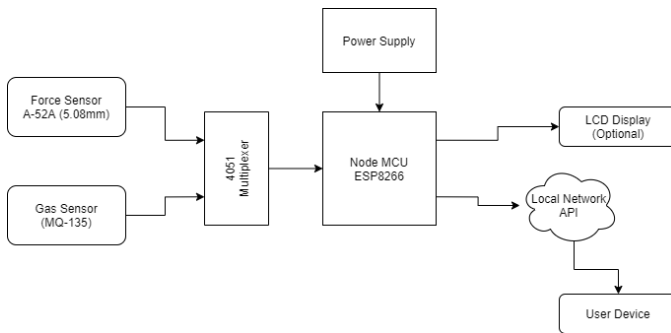 Power Supply
Force Sensor
A-52A (5.08mm)
4051
Multiplexer
Node MCU
ESP8266
LCD Display
(Optional)
Gas Sensor
(MQ-135)
Local Network
API
User Device